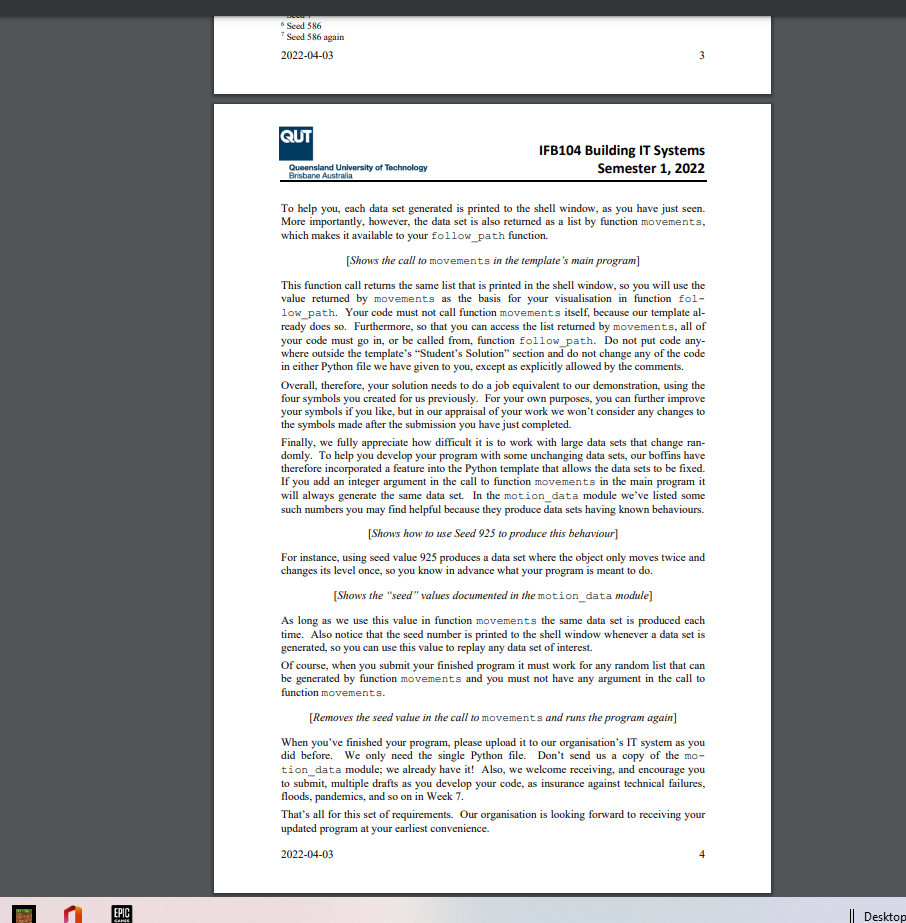 ⁶ Seed 586
⁷ Seed 586 again
2022-04-03 3
QUT
Queensland University of Technology
Brisbane Australia
IFB104 Building IT Systems
Semester 1, 2022
To help you, each data set generated is printed to the shell window, as you have just seen.
More importantly, however, the data set is also returned as a list by function movements,
which makes it available to your follow_path function.
[Shows the call to movements in the template's main program]
This function call returns the same list that is printed in the shell window, so you will use the
value returned by movements as the basis for your visualisation in function fol-
low_path. Your code must not call function movements itself, because our template al-
ready does so. Furthermore, so that you can access the list returned by movements, all of
your code must go in, or be called from, function follow_path. Do not put code any-
where outside the template's “Student's Solution” section and do not change any of the code
in either Python file we have given to you, except as explicitly allowed by the comments.
Overall, therefore, your solution needs to do a job equivalent to our demonstration, using the
four symbols you created for us previously. For your own purposes, you can further improve
your symbols if you like, but in our appraisal of your work we won't consider any changes to
the symbols made after the submission you have just completed.
Finally, we fully appreciate how difficult it is to work with large data sets that change ran-
domly. To help you develop your program with some unchanging data sets, our boffins have
therefore incorporated a feature into the Python template that allows the data sets to be fixed.
If you add an integer argument in the call to function movements in the main program it
will always generate the same data set. In the motion_data module we've listed some
such numbers you may find helpful because they produce data sets having known behaviours.
[Shows how to use Seed 925 to produce this behaviour]
For instance, using seed value 925 produces a data set where the object only moves twice and
changes its level once, so you know in advance what your program is meant to do.
[Shows the “seed” values documented in the motion_data module]
As long as we use this value in function movements the same data set is produced each
time. Also notice that the seed number is printed to the shell window whenever a data set is
generated, so you can use this value to replay any data set of interest.
Of course, when you submit your finished program it must work for any random list that can
be generated by function movements and you must not have any argument in the call to
function movements.
[Removes the seed value in the call to movements and runs the program again]
When you've finished your program, please upload it to our organisation's IT system as you
did before. We only need the single Python file. Don't send us a copy of the mo-
tion_data module; we already have it! Also, we welcome receiving, and encourage you
to submit, multiple drafts as you develop your code, as insurance against technical failures,
floods, pandemics, and so on in Week 7.
That's all for this set of requirements. Our organisation is looking forward to receiving your
updated program at your earliest convenience.
2022-04-03 4
EPIC
GAMES
Desktop